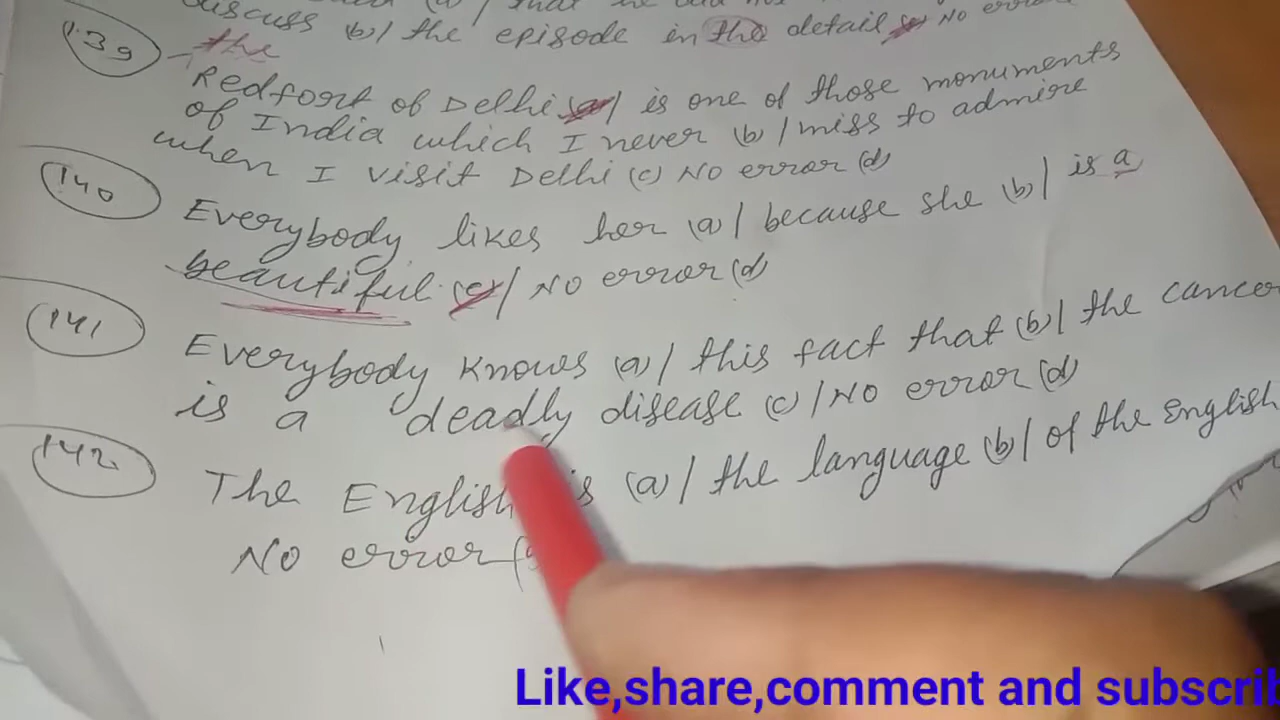 discuss (b)/ the episode in the detail (c) No error
139
the
Redfort of Delhi (a)/ is one of those monuments
of India which I never (b)/ miss to admire
when I visit Delhi (c) No error (d)
140
Everybody likes her (a)/ because she (b)/ is a
beautiful (c)/ No error (d)
141
Everybody knows (a)/ this fact that (b)/ the cancer
is a deadly disease (c)/ No error (d)
142
The English is (a)/ the language (b)/ of the English
No error
Like,share,comment and subscrib